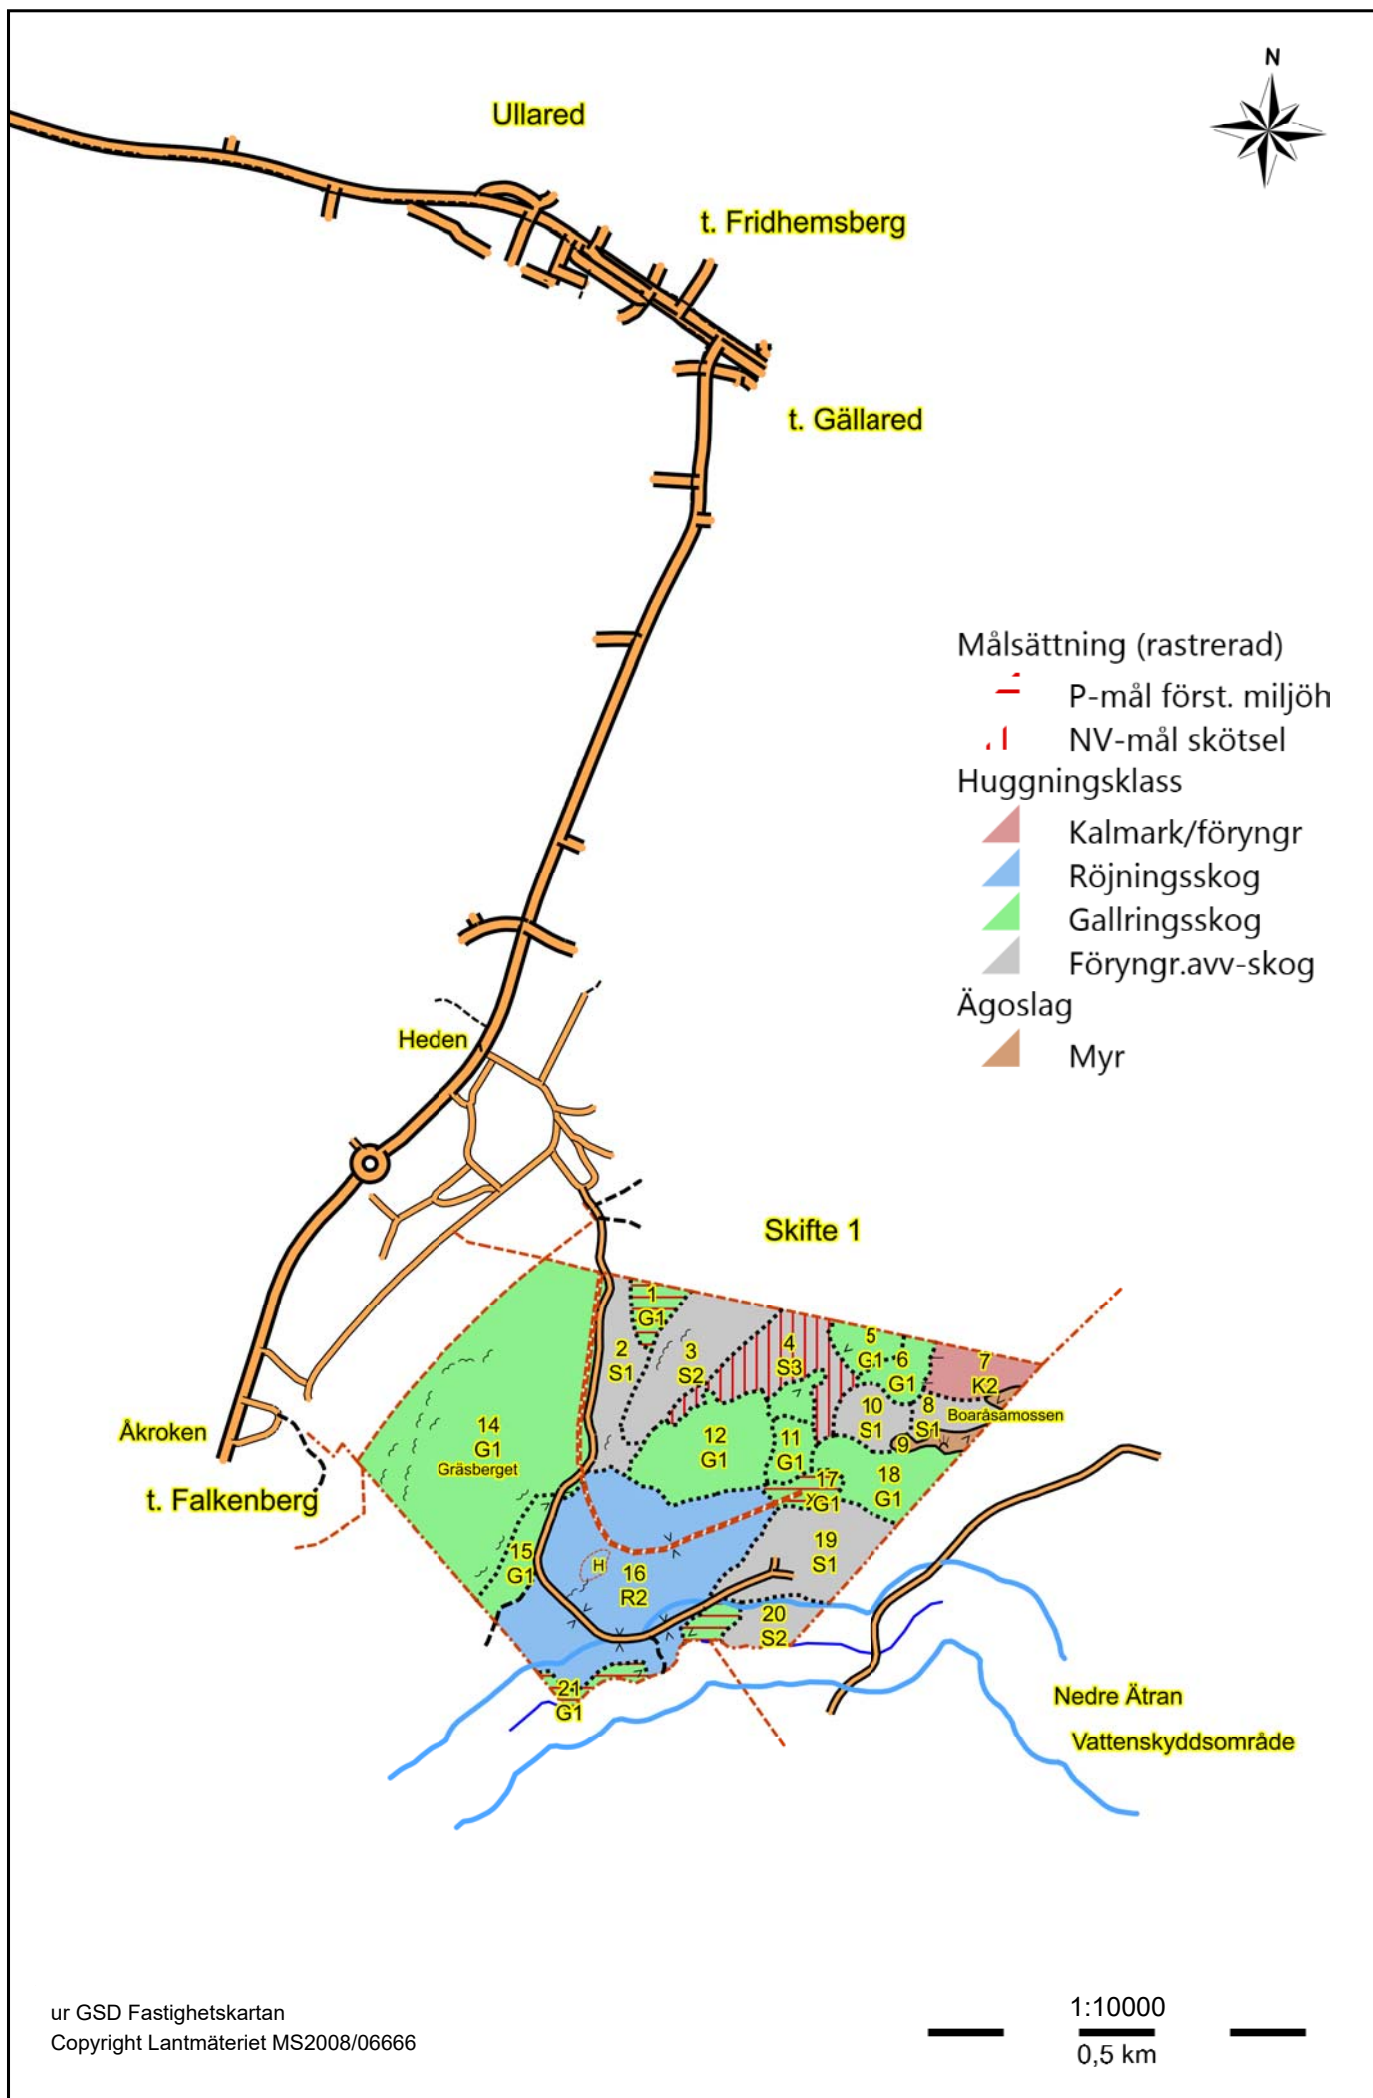 N
Ullared
t. Fridhemsberg
t. Gällared
Målsättning (rastrerad)
P-mål först. miljöh
NV-mål skötsel
Huggningsklass
Kalmark/föryngr
Röjningsskog
Gallringsskog
Föryngr.avv-skog
Ägoslag
Myr
Heden
Skifte 1
1
G1
2
S1
3
S2
4
S3
5
G1
6
G1
7
K2
8
S1
Boaråsamossen
9
10
S1
11
G1
12
G1
14
G1
Gräsberget
Åkroken
t. Falkenberg
15
G1
H
16
R2
17
G1
18
G1
19
S1
20
S2
21
G1
Nedre Ätran
Vattenskyddsområde
ur GSD Fastighetskartan
Copyright Lantmäteriet MS2008/06666
1:10000
0,5 km